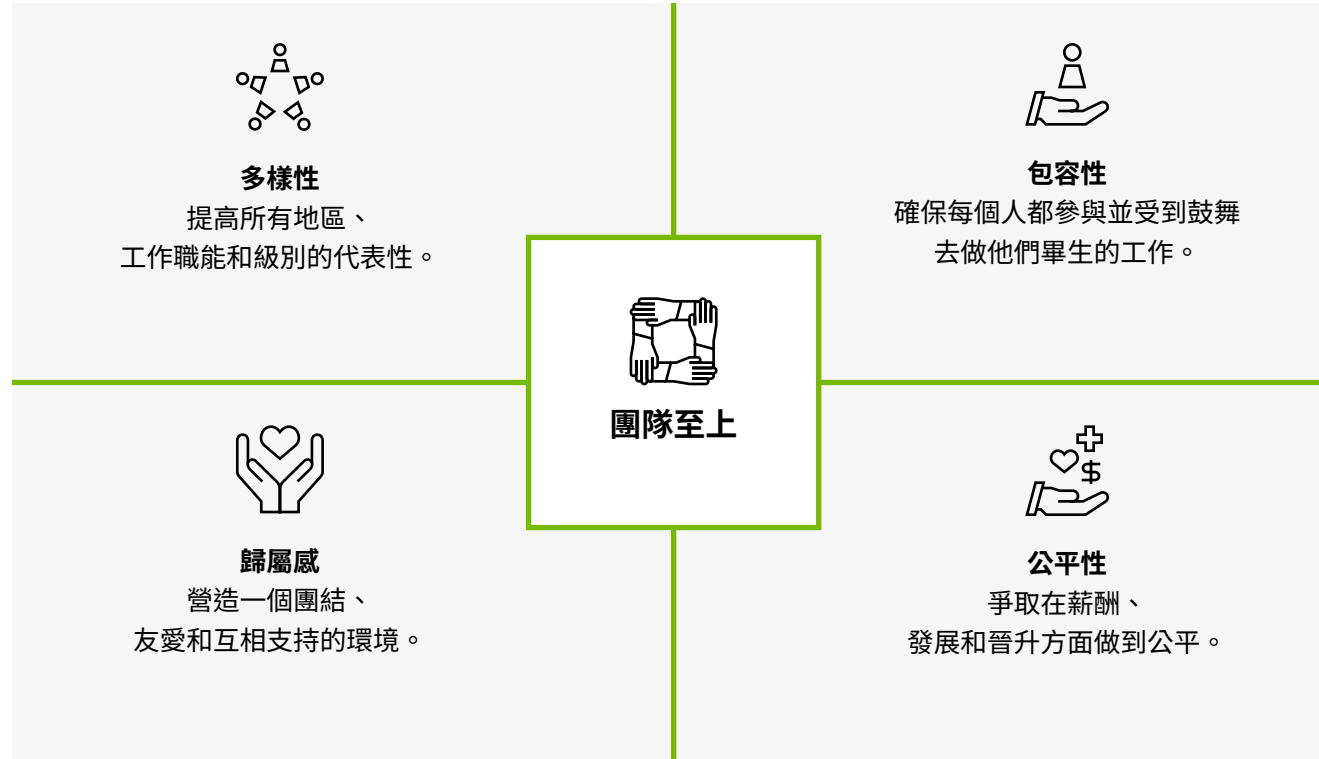 多樣性
提高所有地區、
工作職能和級別的代表性。
包容性
確保每個人都參與並受到鼓舞
去做他們畢生的工作。
團隊至上
歸屬感
營造一個團結、
友愛和互相支持的環境。
公平性
爭取在薪酬、
發展和晉升方面做到公平。